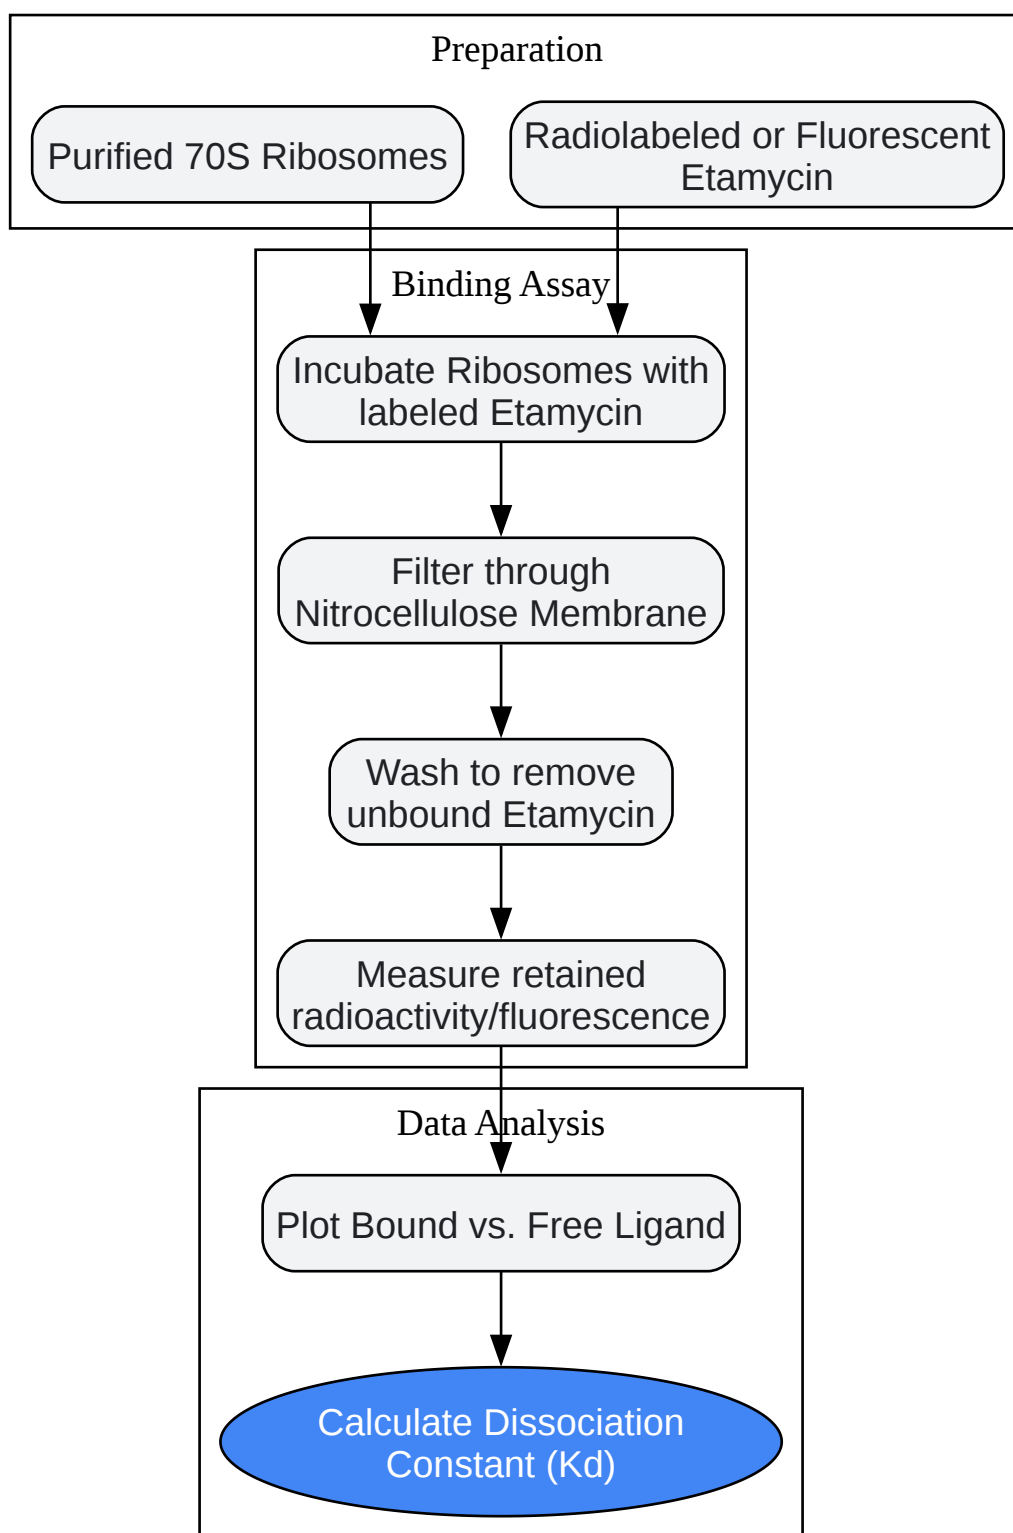 Preparation
Purified 70S Ribosomes
Radiolabeled or Fluorescent
Etamycin
Binding Assay
Incubate Ribosomes with
labeled Etamycin
Filter through
Nitrocellulose Membrane
Wash to remove
unbound Etamycin
Measure retained
radioactivity/fluorescence
Data Analysis
Plot Bound vs. Free Ligand
Calculate Dissociation
Constant (Kd)